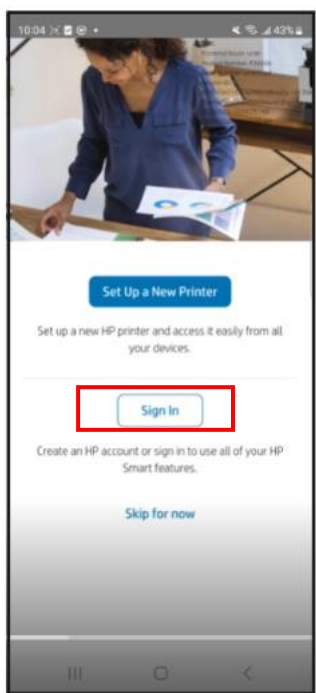 10:04
43%
Set Up a New Printer
Set up a new HP printer and access it easily from all
your devices.
Sign In
Create an HP account or sign in to use all of your HP
Smart features.
Skip for now